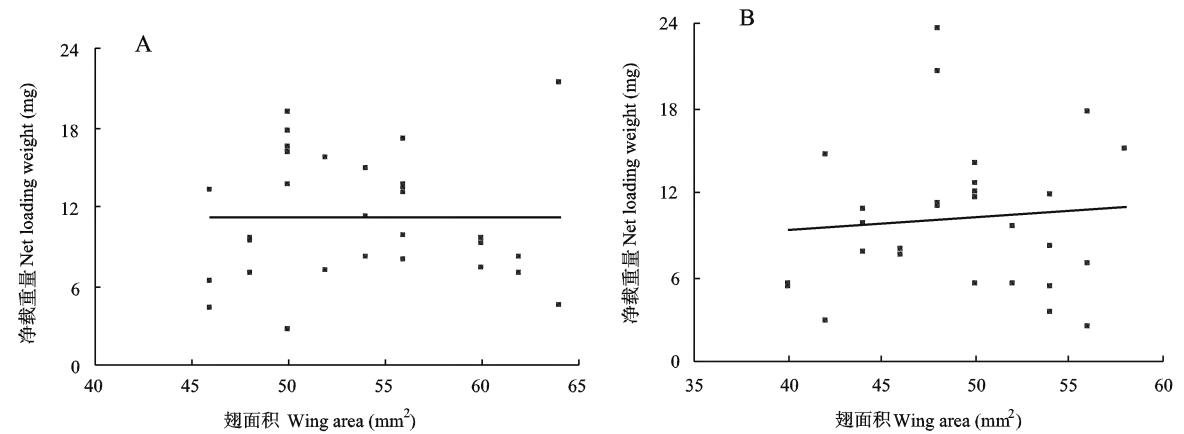 A
24
18
12
6
0
40 45 50 55 60 65
净载重量 Net loading weight (mg)
翅面积 Wing area (mm²)
B
24
18
12
6
0
35 40 45 50 55 60
净载重量 Net loading weight (mg)
翅面积 Wing area (mm²)